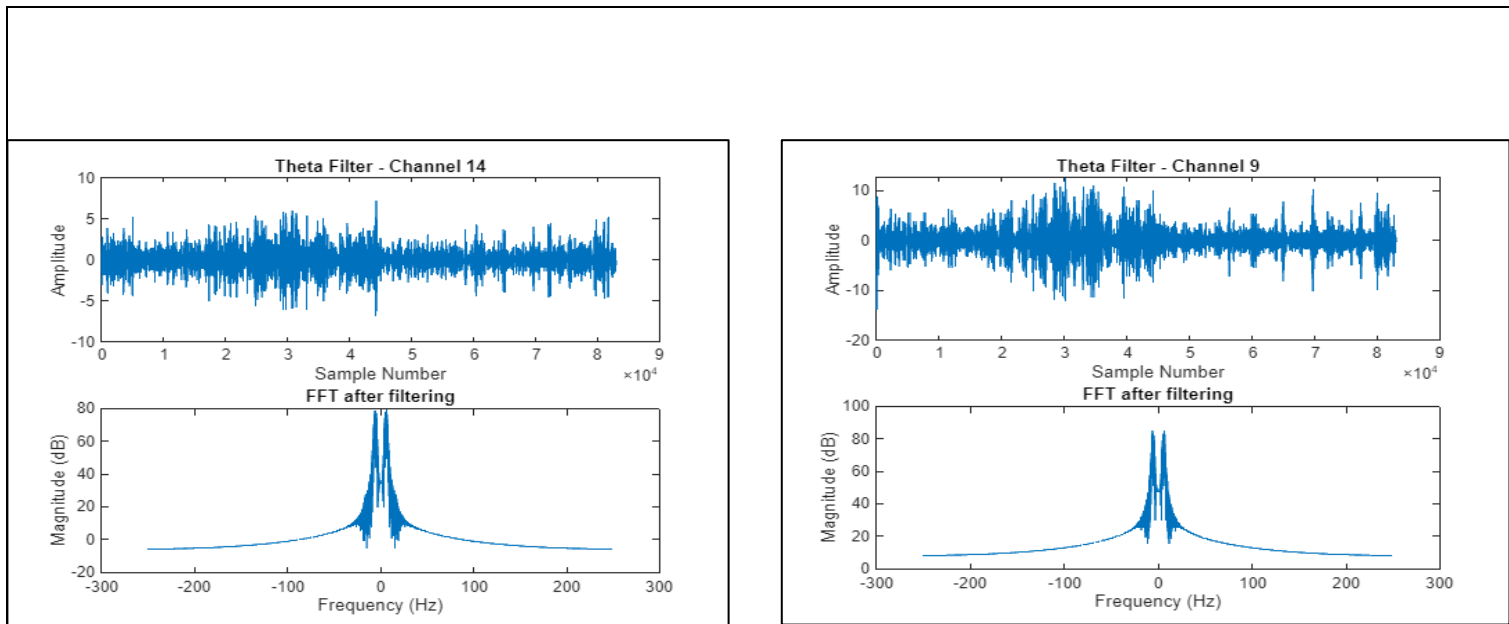 Theta Filter - Channel 14
10
5
0
-5
-10
Amplitude
0 1 2 3 4 5 6 7 8 9
Sample Number
×10⁴
FFT after filtering
80
60
40
20
0
-20
Magnitude (dB)
-300 -200 -100 0 100 200 300
Frequency (Hz)
Theta Filter - Channel 9
10
0
-10
-20
Amplitude
0 1 2 3 4 5 6 7 8 9
Sample Number
×10⁴
FFT after filtering
100
80
60
40
20
0
Magnitude (dB)
-300 -200 -100 0 100 200 300
Frequency (Hz)